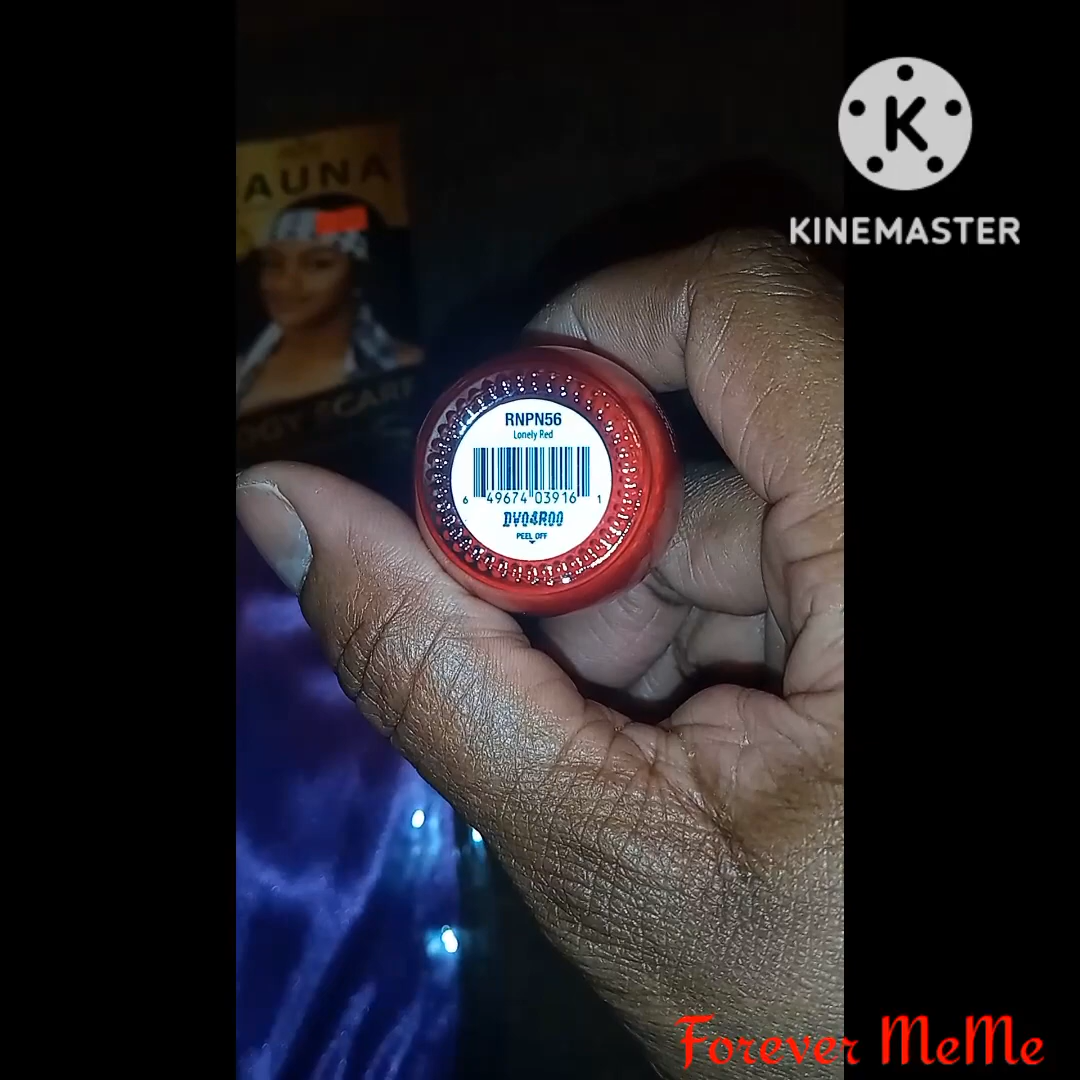 AUNA
K
KINEMASTER
RNPN56
Lonely Red
6 49674 03916 1
DV04R00
PEEL OFF
Forever MeMe